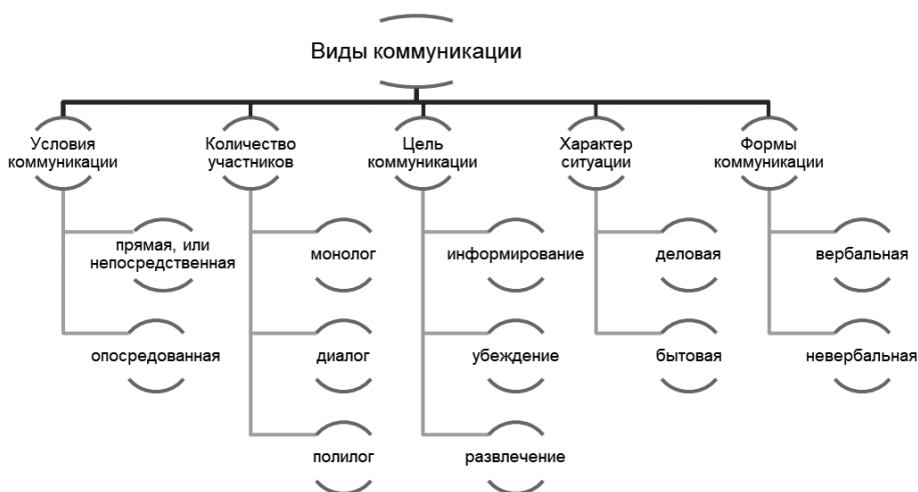 Виды коммуникации
Условия
коммуникации
Количество
участников
Цель
коммуникации
Характер
ситуации
Формы
коммуникации
прямая, или
непосредственная
монолог
информирование
деловая
вербальная
опосредованная
диалог
убеждение
бытовая
невербальная
полилог
развлечение